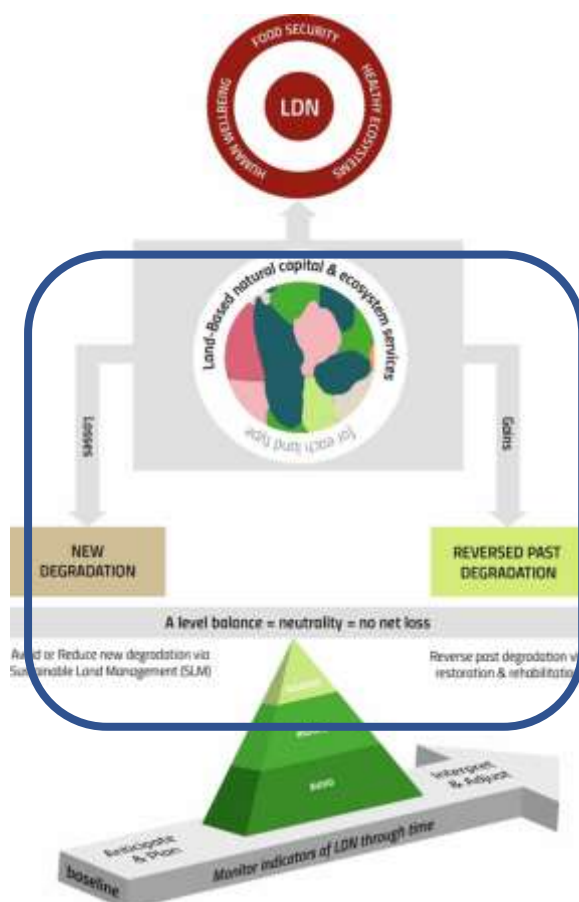 FOOD SECURITY
HUMAN WELLBEING
HEALTHY ECOSYSTEMS
LDN
Land-Based natural capital & ecosystem services
for each land type
Losses
Gains
NEW
DEGRADATION
REVERSED PAST
DEGRADATION
A level balance = neutrality = no net loss
Avoid or Reduce new degradation via
Sustainable Land Management (SLM)
Reverse past degradation
restoration & rehabilitation
Avoid
Anticipate
& Plan
Interpret
& Adjust
Monitor indicators of LDN through time
baseline